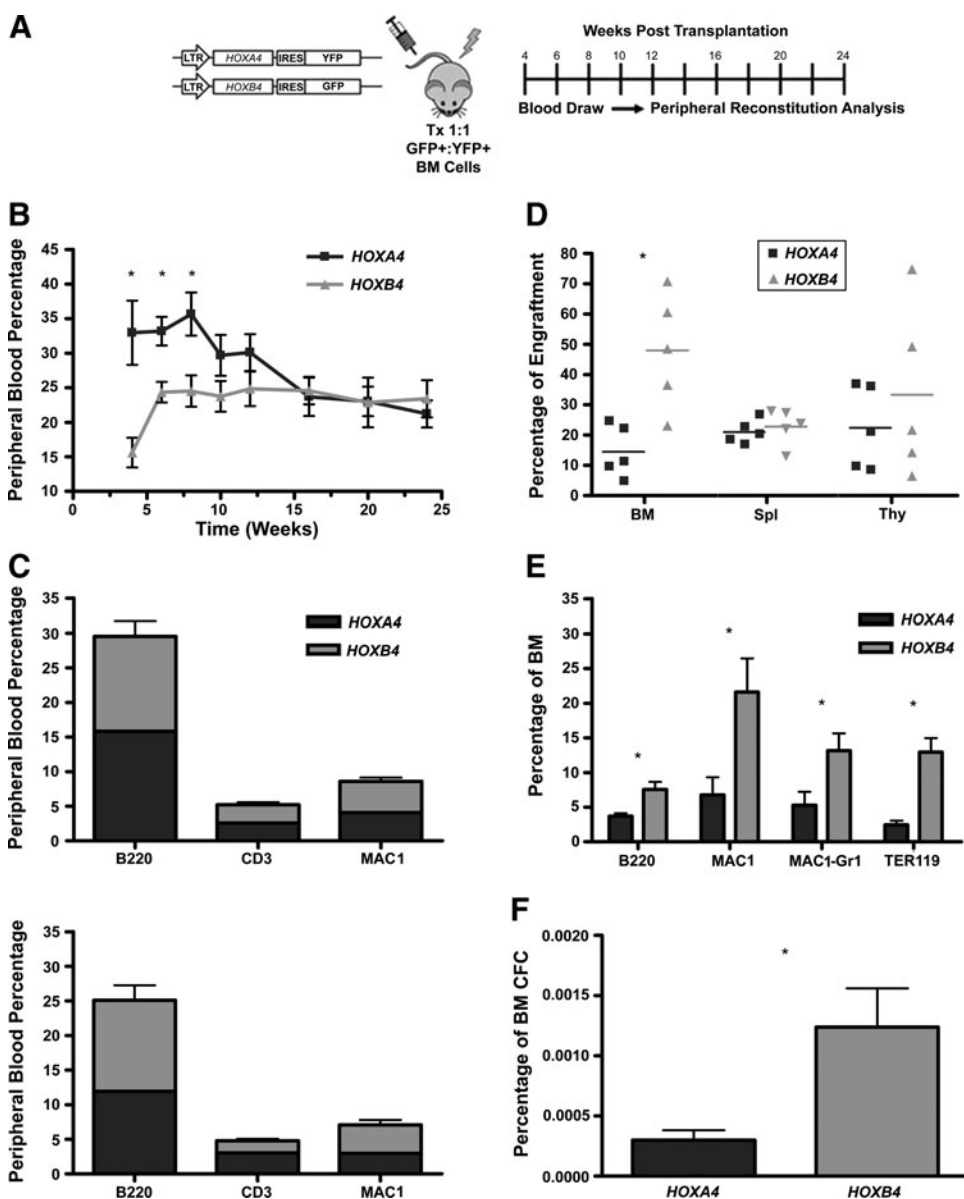 A
LTR HOXA4 IRES YFP
LTR HOXB4 IRES GFP
Tx 1:1
GFP+:YFP+
BM Cells
Weeks Post Transplantation
4 6 8 10 12 14 16 18 20 22 24
Blood Draw Peripheral Reconstitution Analysis
B
Peripheral Blood Percentage
45
40
35
30
25
20
15
10
* * *
HOXA4
HOXB4
0 5 10 15 20 25
Time (Weeks)
D
Percentage of Engraftment
80
70
60
50
40
30
20
10
0
*
HOXA4
HOXB4
BM Spl Thy
C
Peripheral Blood Percentage
35
30
25
20
15
10
5
0
HOXA4
HOXB4
B220 CD3 MAC1
Peripheral Blood Percentage
35
30
25
20
15
10
5
0
B220 CD3 MAC1
E
Percentage of BM
35
30
25
20
15
10
5
0
* * * *
HOXA4
HOXB4
B220 MAC1 MAC1-Gr1 TER119
F
Percentage of BM CFC
0.0020
0.0015
0.0010
0.0005
0.0000
*
HOXA4 HOXB4